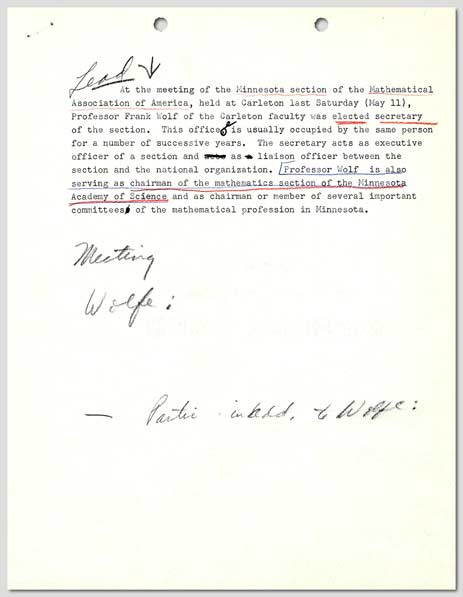 Lead
At the meeting of the Minnesota section of the Mathematical
Association of America, held at Carleton last Saturday (May 11),
Professor Frank Wolf of the Carleton faculty was elected secretary
of the section.  This office is usually occupied by the same person
for a number of successive years.  The secretary acts as executive
officer of a section and as liaison officer between the
section and the national organization.  Professor Wolf is also
serving as chairman of the mathematics section of the Minnesota
Academy of Science and as chairman or member of several important
committees of the mathematical profession in Minnesota.
Meeting
Wolfe:
— to Wolfe: